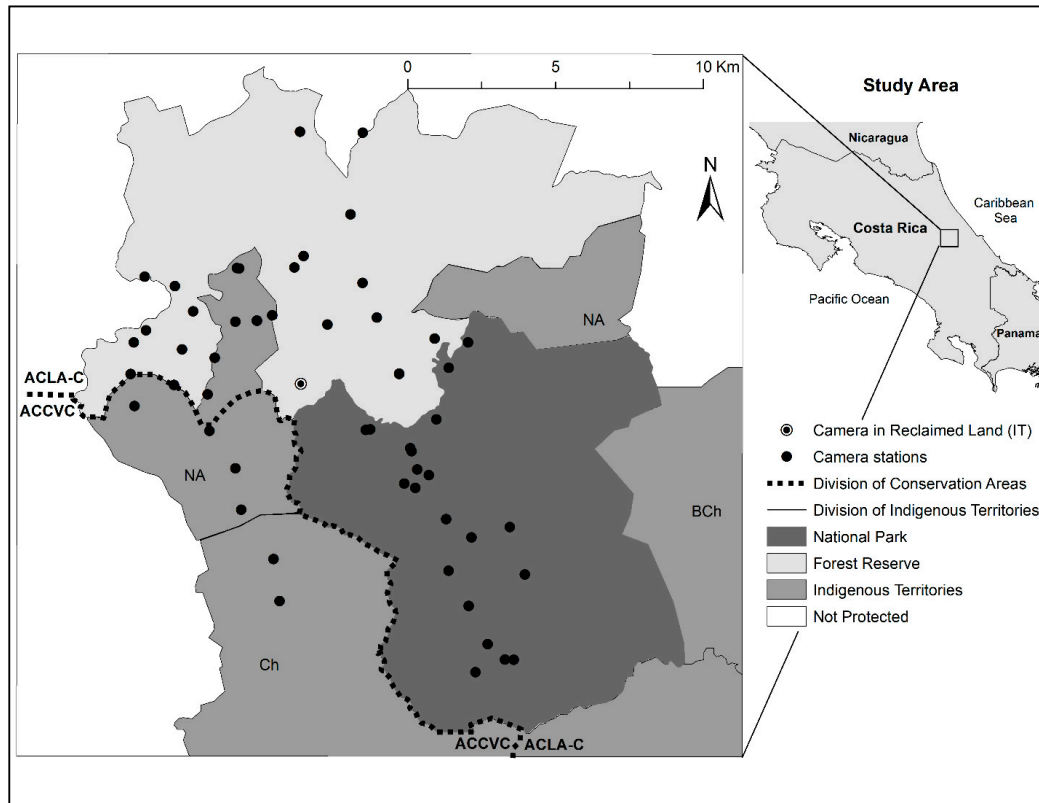 0 5 10 Km
N
NA
ACLA-C
ACCVC
NA
BCh
Ch
ACCVC ACLA-C
Study Area
Nicaragua
Caribbean
Sea
Costa Rica
Pacific Ocean
Panama
Camera in Reclaimed Land (IT)
Camera stations
Division of Conservation Areas
Division of Indigenous Territories
National Park
Forest Reserve
Indigenous Territories
Not Protected